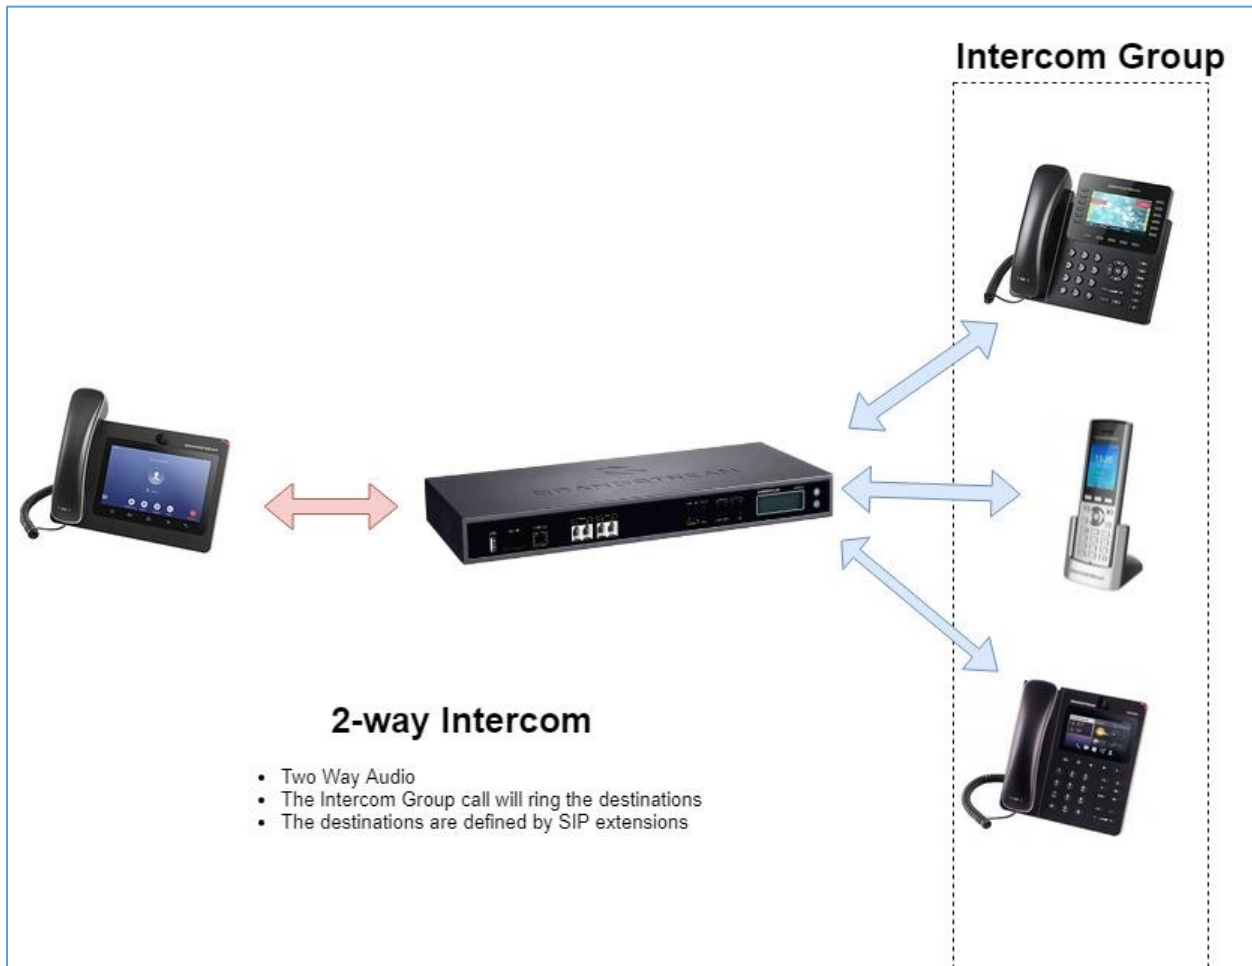 Intercom Group
GRANDSTREAM
2-way Intercom
• Two Way Audio
• The Intercom Group call will ring the destinations
• The destinations are defined by SIP extensions